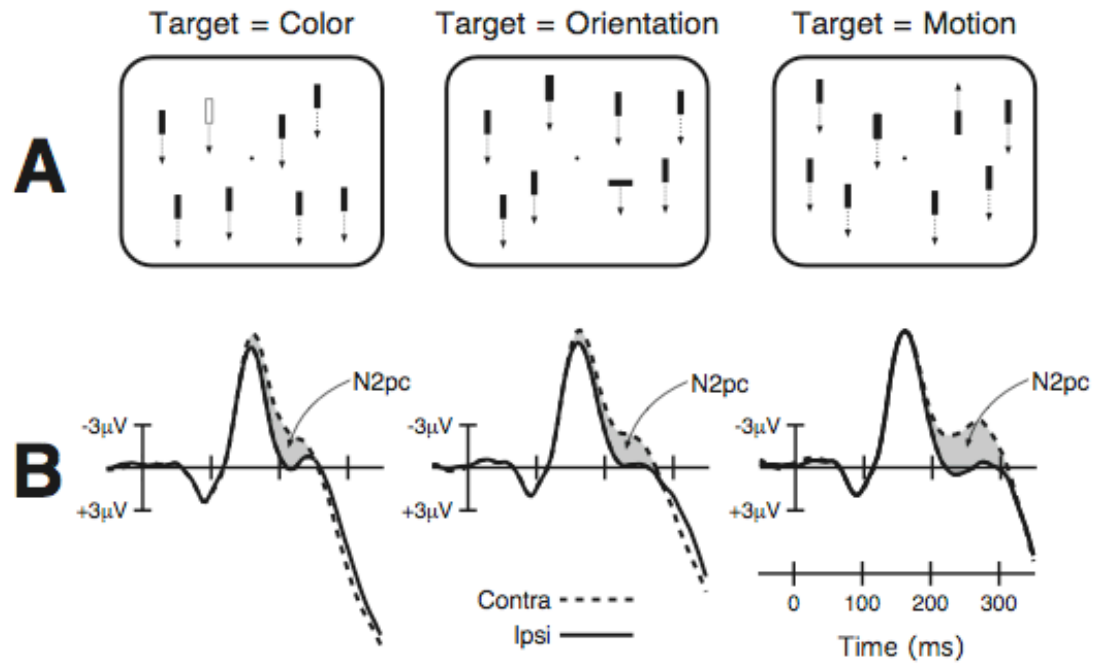 Target = Color Target = Orientation Target = Motion
A
N2pc N2pc N2pc
-3μV -3μV -3μV
B
+3μV +3μV +3μV
Contra
Ipsi
0 100 200 300
Time (ms)